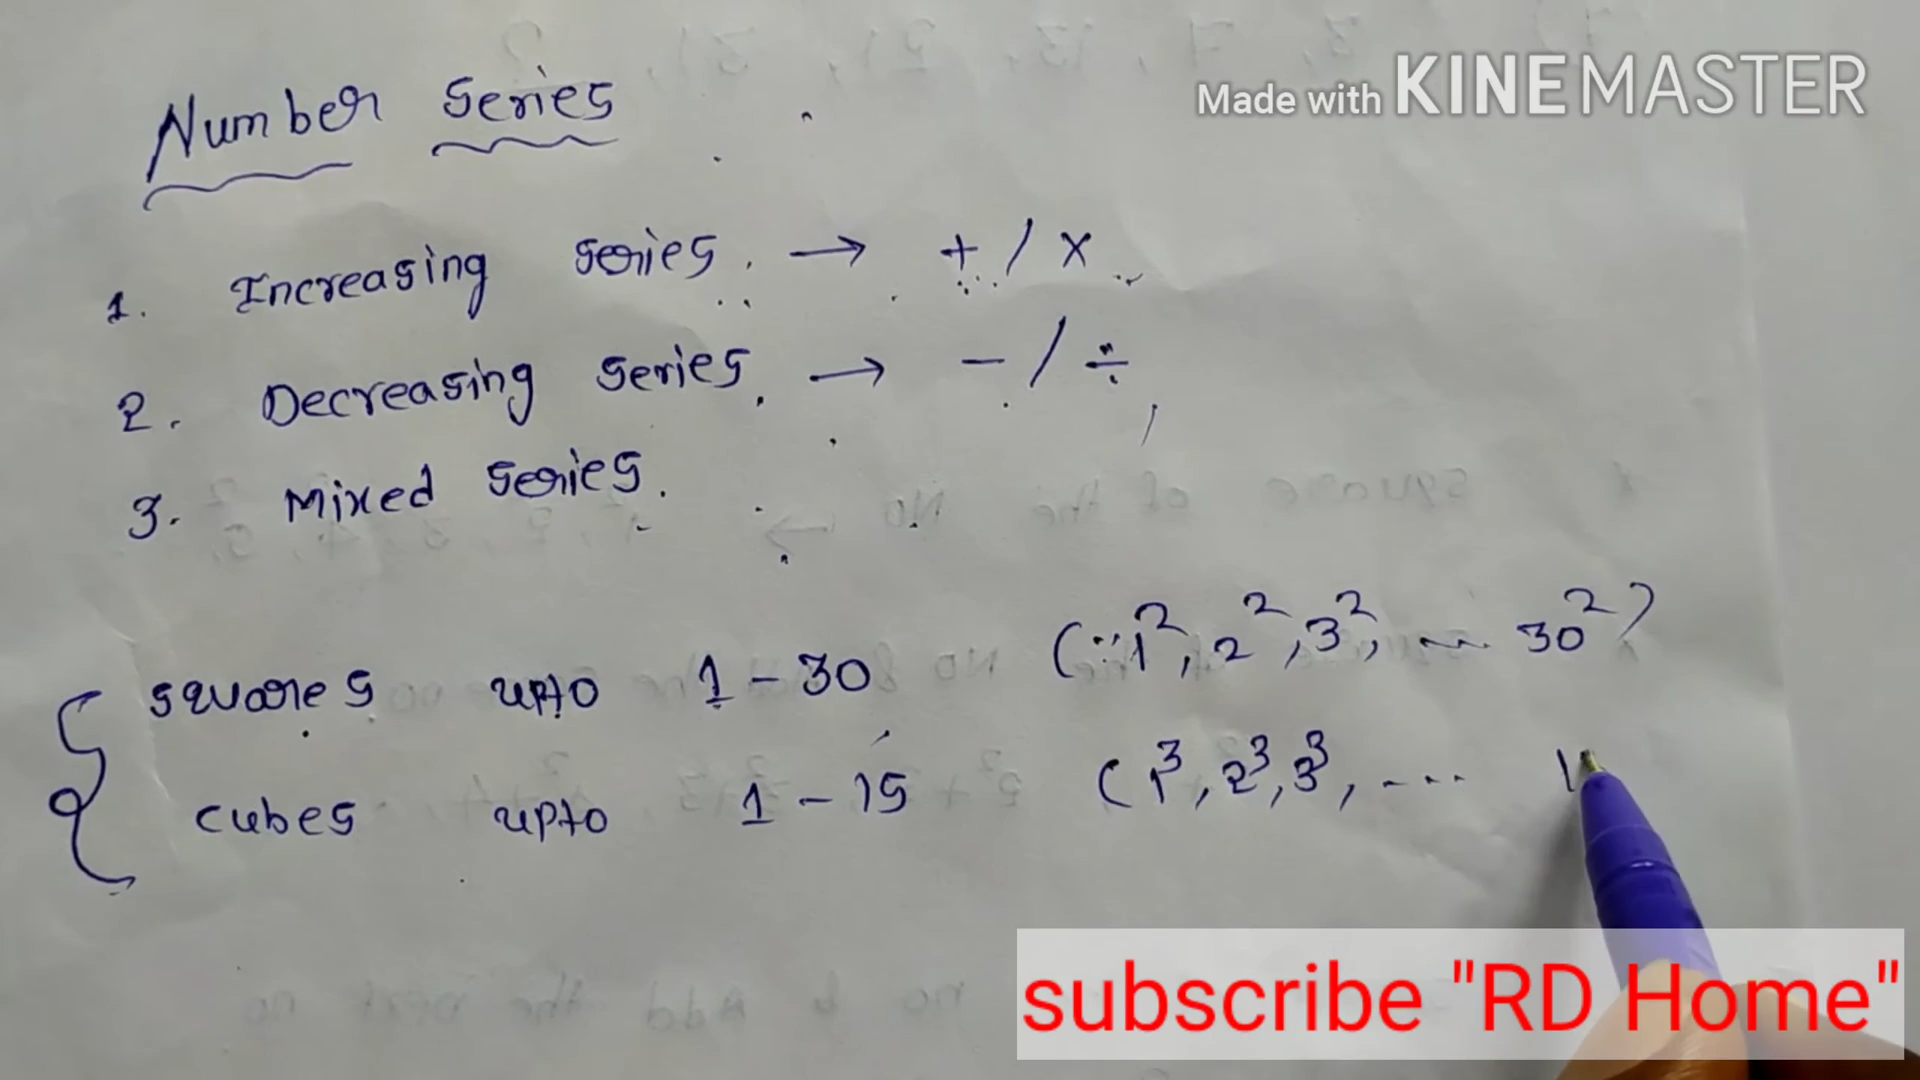 Made with KINEMASTER
Number Series
1. Increasing series. → + / ×
2. Decreasing series. → - / ÷
3. Mixed series.
squares upto 1 - 30 (∵ 1², 2², 3², ... 30²)
cubes upto 1 - 15 (1³, 2³, 3³, ... 1
subscribe "RD Home"